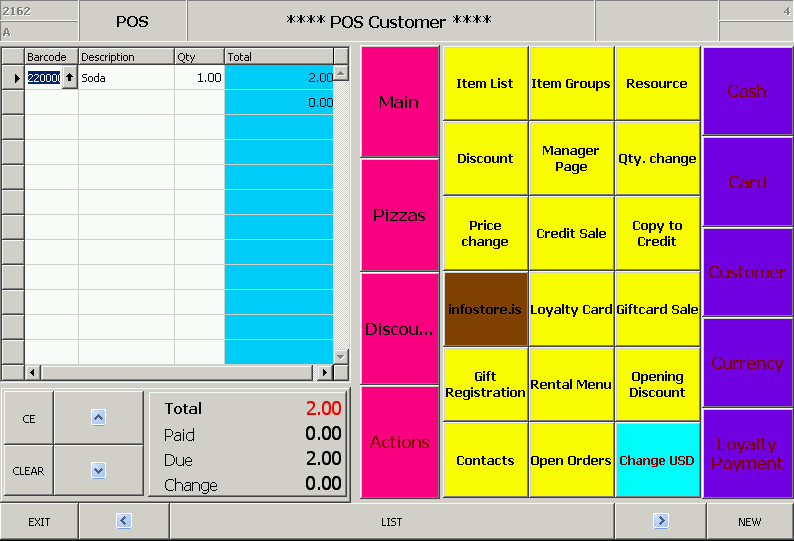 2162
POS
**** POS Customer ****
4
A
Barcode Description Qty Total
220000 Soda 1.00 2.00
0.00
Main
Pizzas
Discou...
Actions
Item List Item Groups Resource
Discount Manager Page Qty. change
Price change Credit Sale Copy to Credit
infostore.is Loyalty Card Giftcard Sale
Gift Registration Rental Menu Opening Discount
Contacts Open Orders Change USD
Cash
Card
Customer
Currency
Loyalty
Payment
CE
CLEAR
Total 2.00
Paid 0.00
Due 2.00
Change 0.00
EXIT LIST NEW